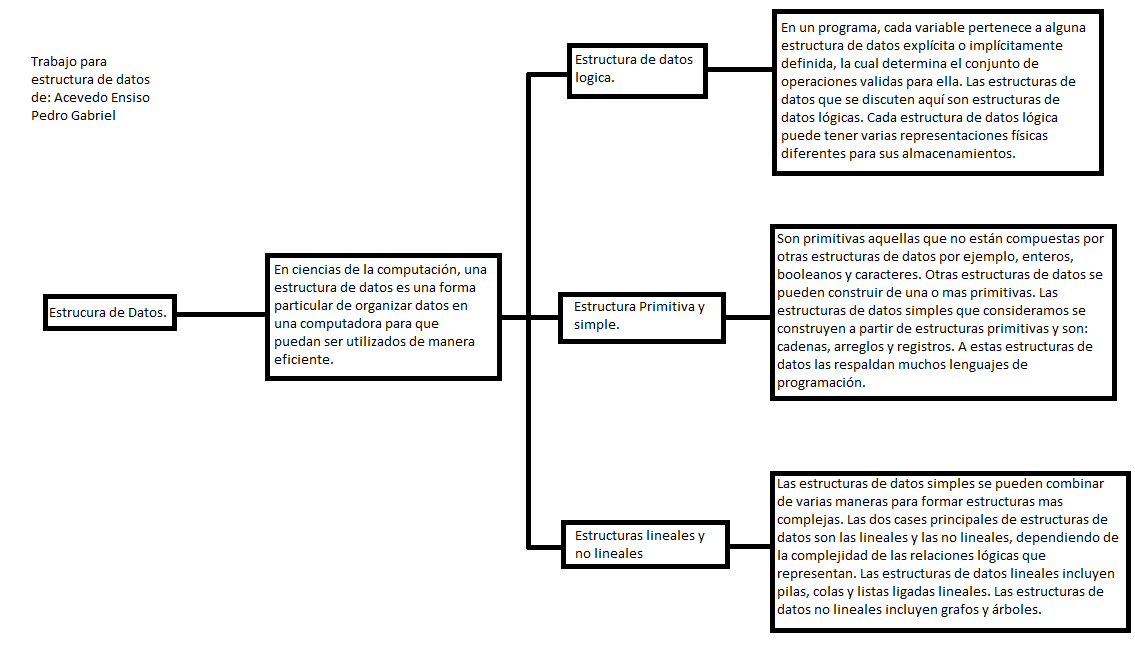 Trabajo para
estructura de datos
de: Acevedo Ensiso
Pedro Gabriel
Estrucura de Datos.
En ciencias de la computación, una
estructura de datos es una forma
particular de organizar datos en
una computadora para que
puedan ser utilizados de manera
eficiente.
Estructura de datos
logica.
En un programa, cada variable pertenece a alguna
estructura de datos explícita o implícitamente
definida, la cual determina el conjunto de
operaciones validas para ella. Las estructuras de
datos que se discuten aquí son estructuras de
datos lógicas. Cada estructura de datos lógica
puede tener varias representaciones físicas
diferentes para sus almacenamientos.
Estructura Primitiva y
simple.
Son primitivas aquellas que no están compuestas por
otras estructuras de datos por ejemplo, enteros,
booleanos y caracteres. Otras estructuras de datos se
pueden construir de una o mas primitivas. Las
estructuras de datos simples que consideramos se
construyen a partir de estructuras primitivas y son:
cadenas, arreglos y registros. A estas estructuras de
datos las respaldan muchos lenguajes de
programación.
Estructuras lineales y
no lineales
Las estructuras de datos simples se pueden combinar
de varias maneras para formar estructuras mas
complejas. Las dos cases principales de estructuras de
datos son las lineales y las no lineales, dependiendo de
la complejidad de las relaciones lógicas que
representan. Las estructuras de datos lineales incluyen
pilas, colas y listas ligadas lineales. Las estructuras de
datos no lineales incluyen grafos y árboles.